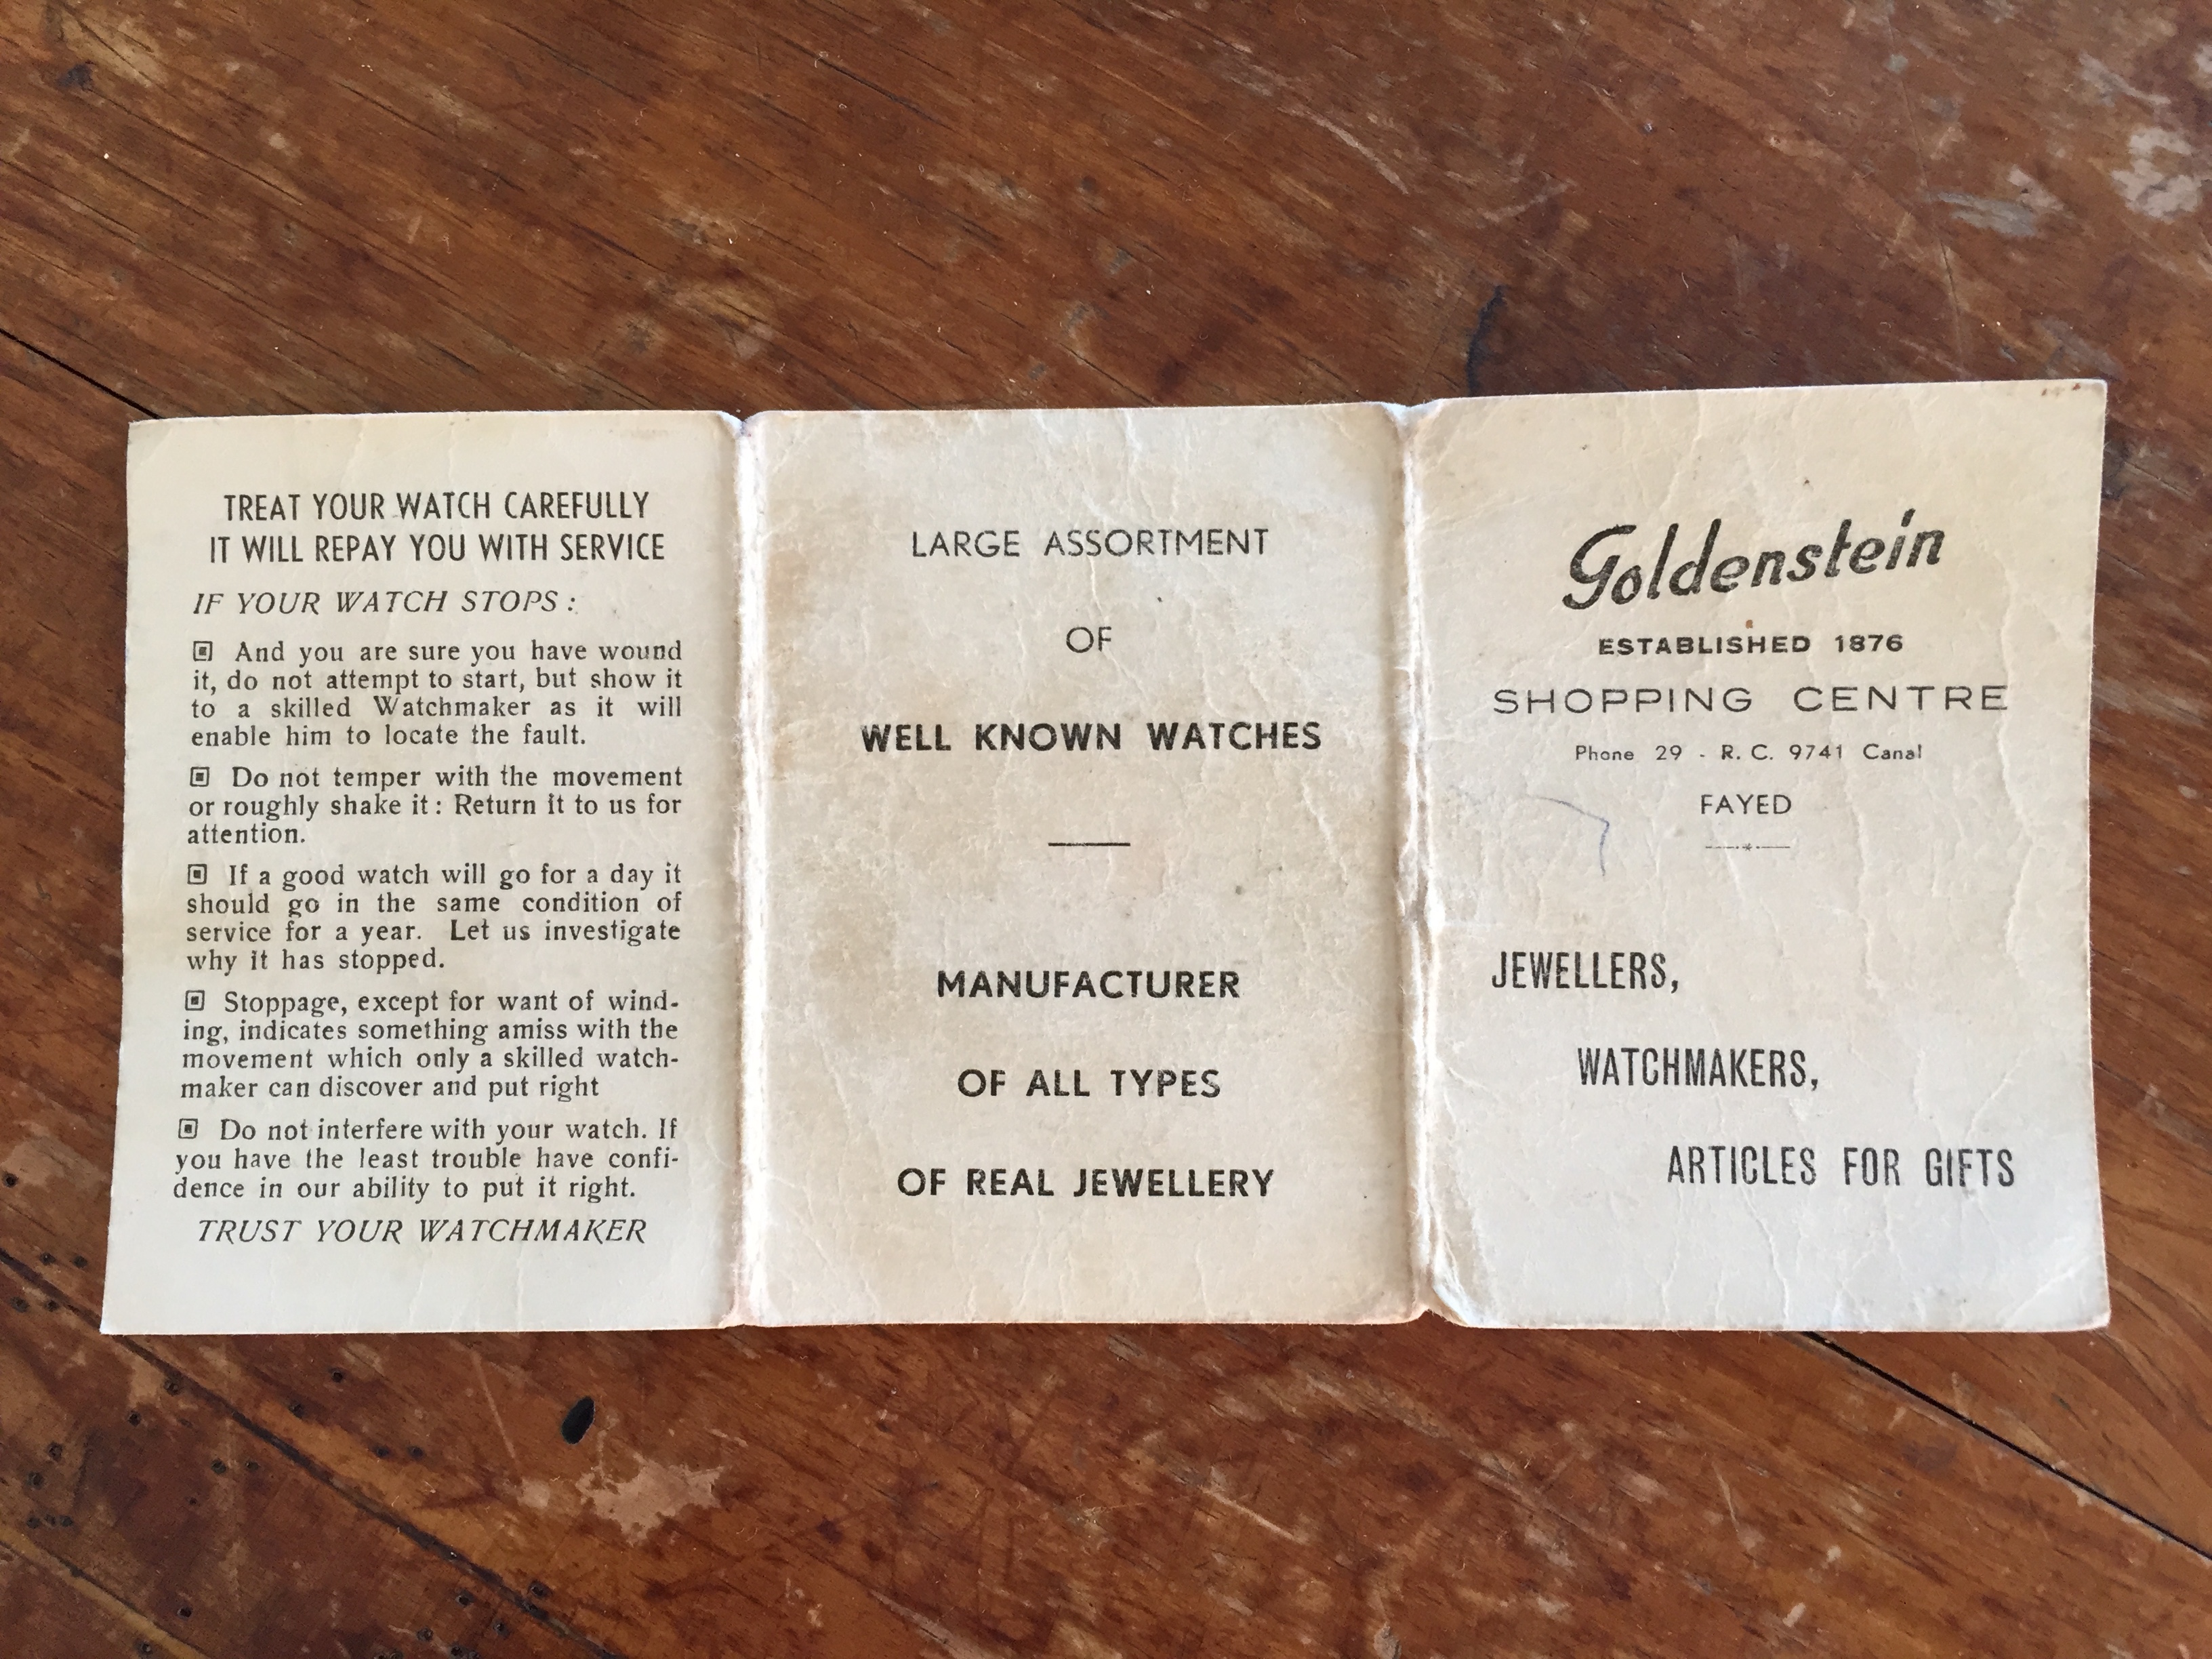 TREAT YOUR WATCH CAREFULLY
IT WILL REPAY YOU WITH SERVICE
IF YOUR WATCH STOPS :
And you are sure you have wound
it, do not attempt to start, but show it
to a skilled Watchmaker as it will
enable him to locate the fault.
Do not temper with the movement
or roughly shake it : Return it to us for
attention.
If a good watch will go for a day it
should go in the same condition of
service for a year. Let us investigate
why it has stopped.
Stoppage, except for want of wind-
ing, indicates something amiss with the
movement which only a skilled watch-
maker can discover and put right
Do not interfere with your watch. If
you have the least trouble have confi-
dence in our ability to put it right.
TRUST YOUR WATCHMAKER
LARGE ASSORTMENT
OF
WELL KNOWN WATCHES
MANUFACTURER
OF ALL TYPES
OF REAL JEWELLERY
Goldenstein
ESTABLISHED 1876
SHOPPING CENTRE
Phone 29 - R. C. 9741 Canal
FAYED
JEWELLERS,
WATCHMAKERS,
ARTICLES FOR GIFTS